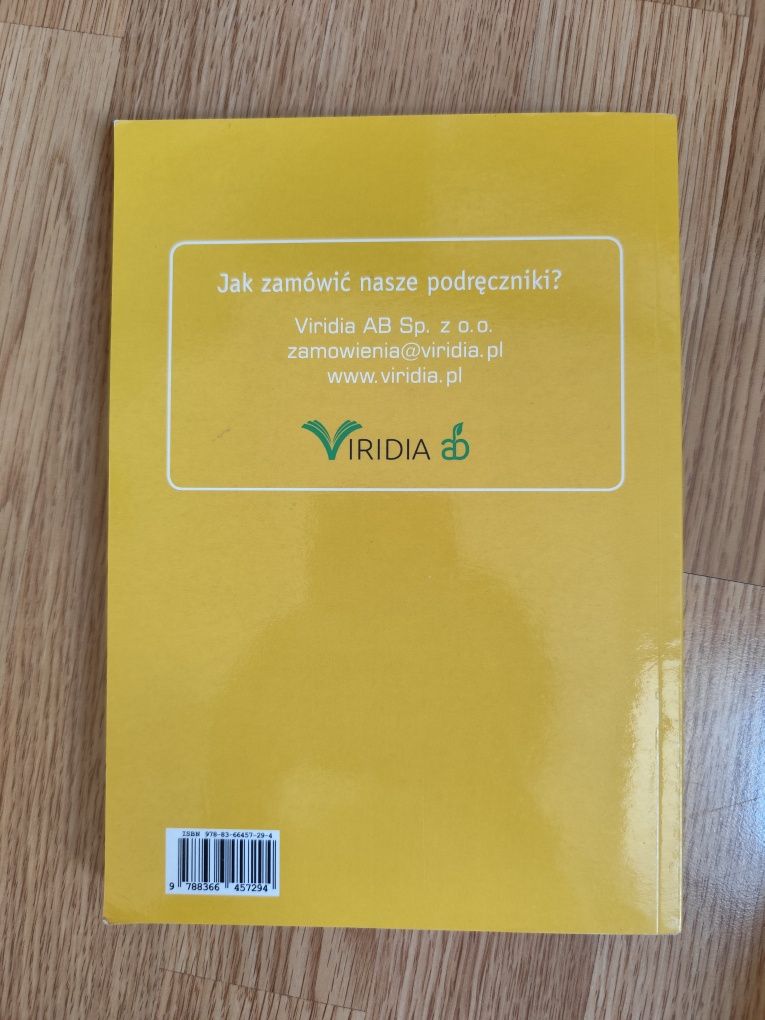 Jak zamówić nasze podręczniki?
Viridia AB Sp. z o.o.
zamowienia@viridia.pl
www.viridia.pl
VIRIDIA ab
ISBN 978-83-66457-29-4
9 788366 457294